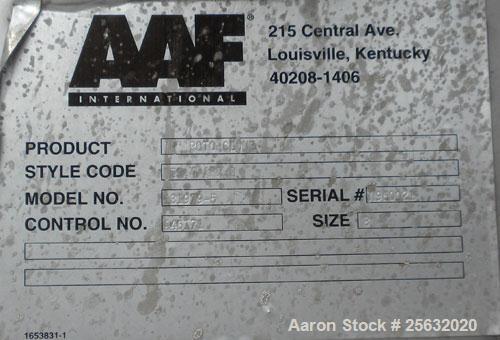 AAF®
INTERNATIONAL
215 Central Ave.
Louisville, Kentucky
40208-1406
PRODUCT
STYLE CODE
MODEL NO.
SERIAL #
CONTROL NO.
SIZE 8
1653831-1
Aaron Stock # 25632020